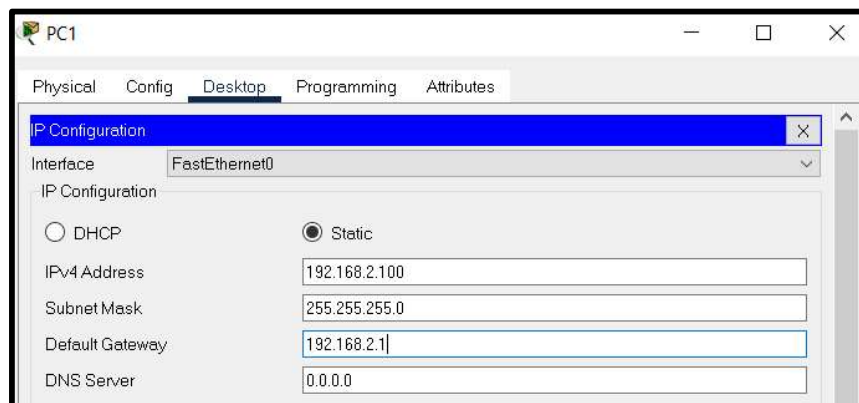 PC1
Physical Config Desktop Programming Attributes
IP Configuration X
Interface FastEthernet0
IP Configuration
DHCP Static
IPv4 Address 192.168.2.100
Subnet Mask 255.255.255.0
Default Gateway 192.168.2.1
DNS Server 0.0.0.0